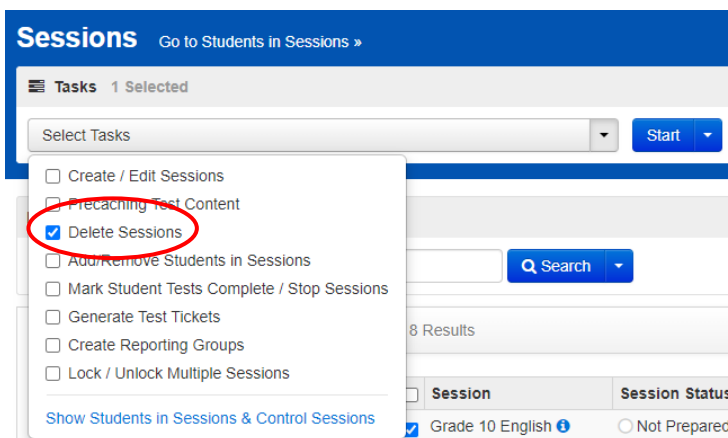 Sessions Go to Students in Sessions »
Tasks 1 Selected
Select Tasks Start
Create / Edit Sessions
Precaching Test Content
Delete Sessions
Add/Remove Students in Sessions
Search
Mark Student Tests Complete / Stop Sessions
Generate Test Tickets
8 Results
Create Reporting Groups
Lock / Unlock Multiple Sessions
Session Session Status
Show Students in Sessions & Control Sessions
Grade 10 English Not Prepared